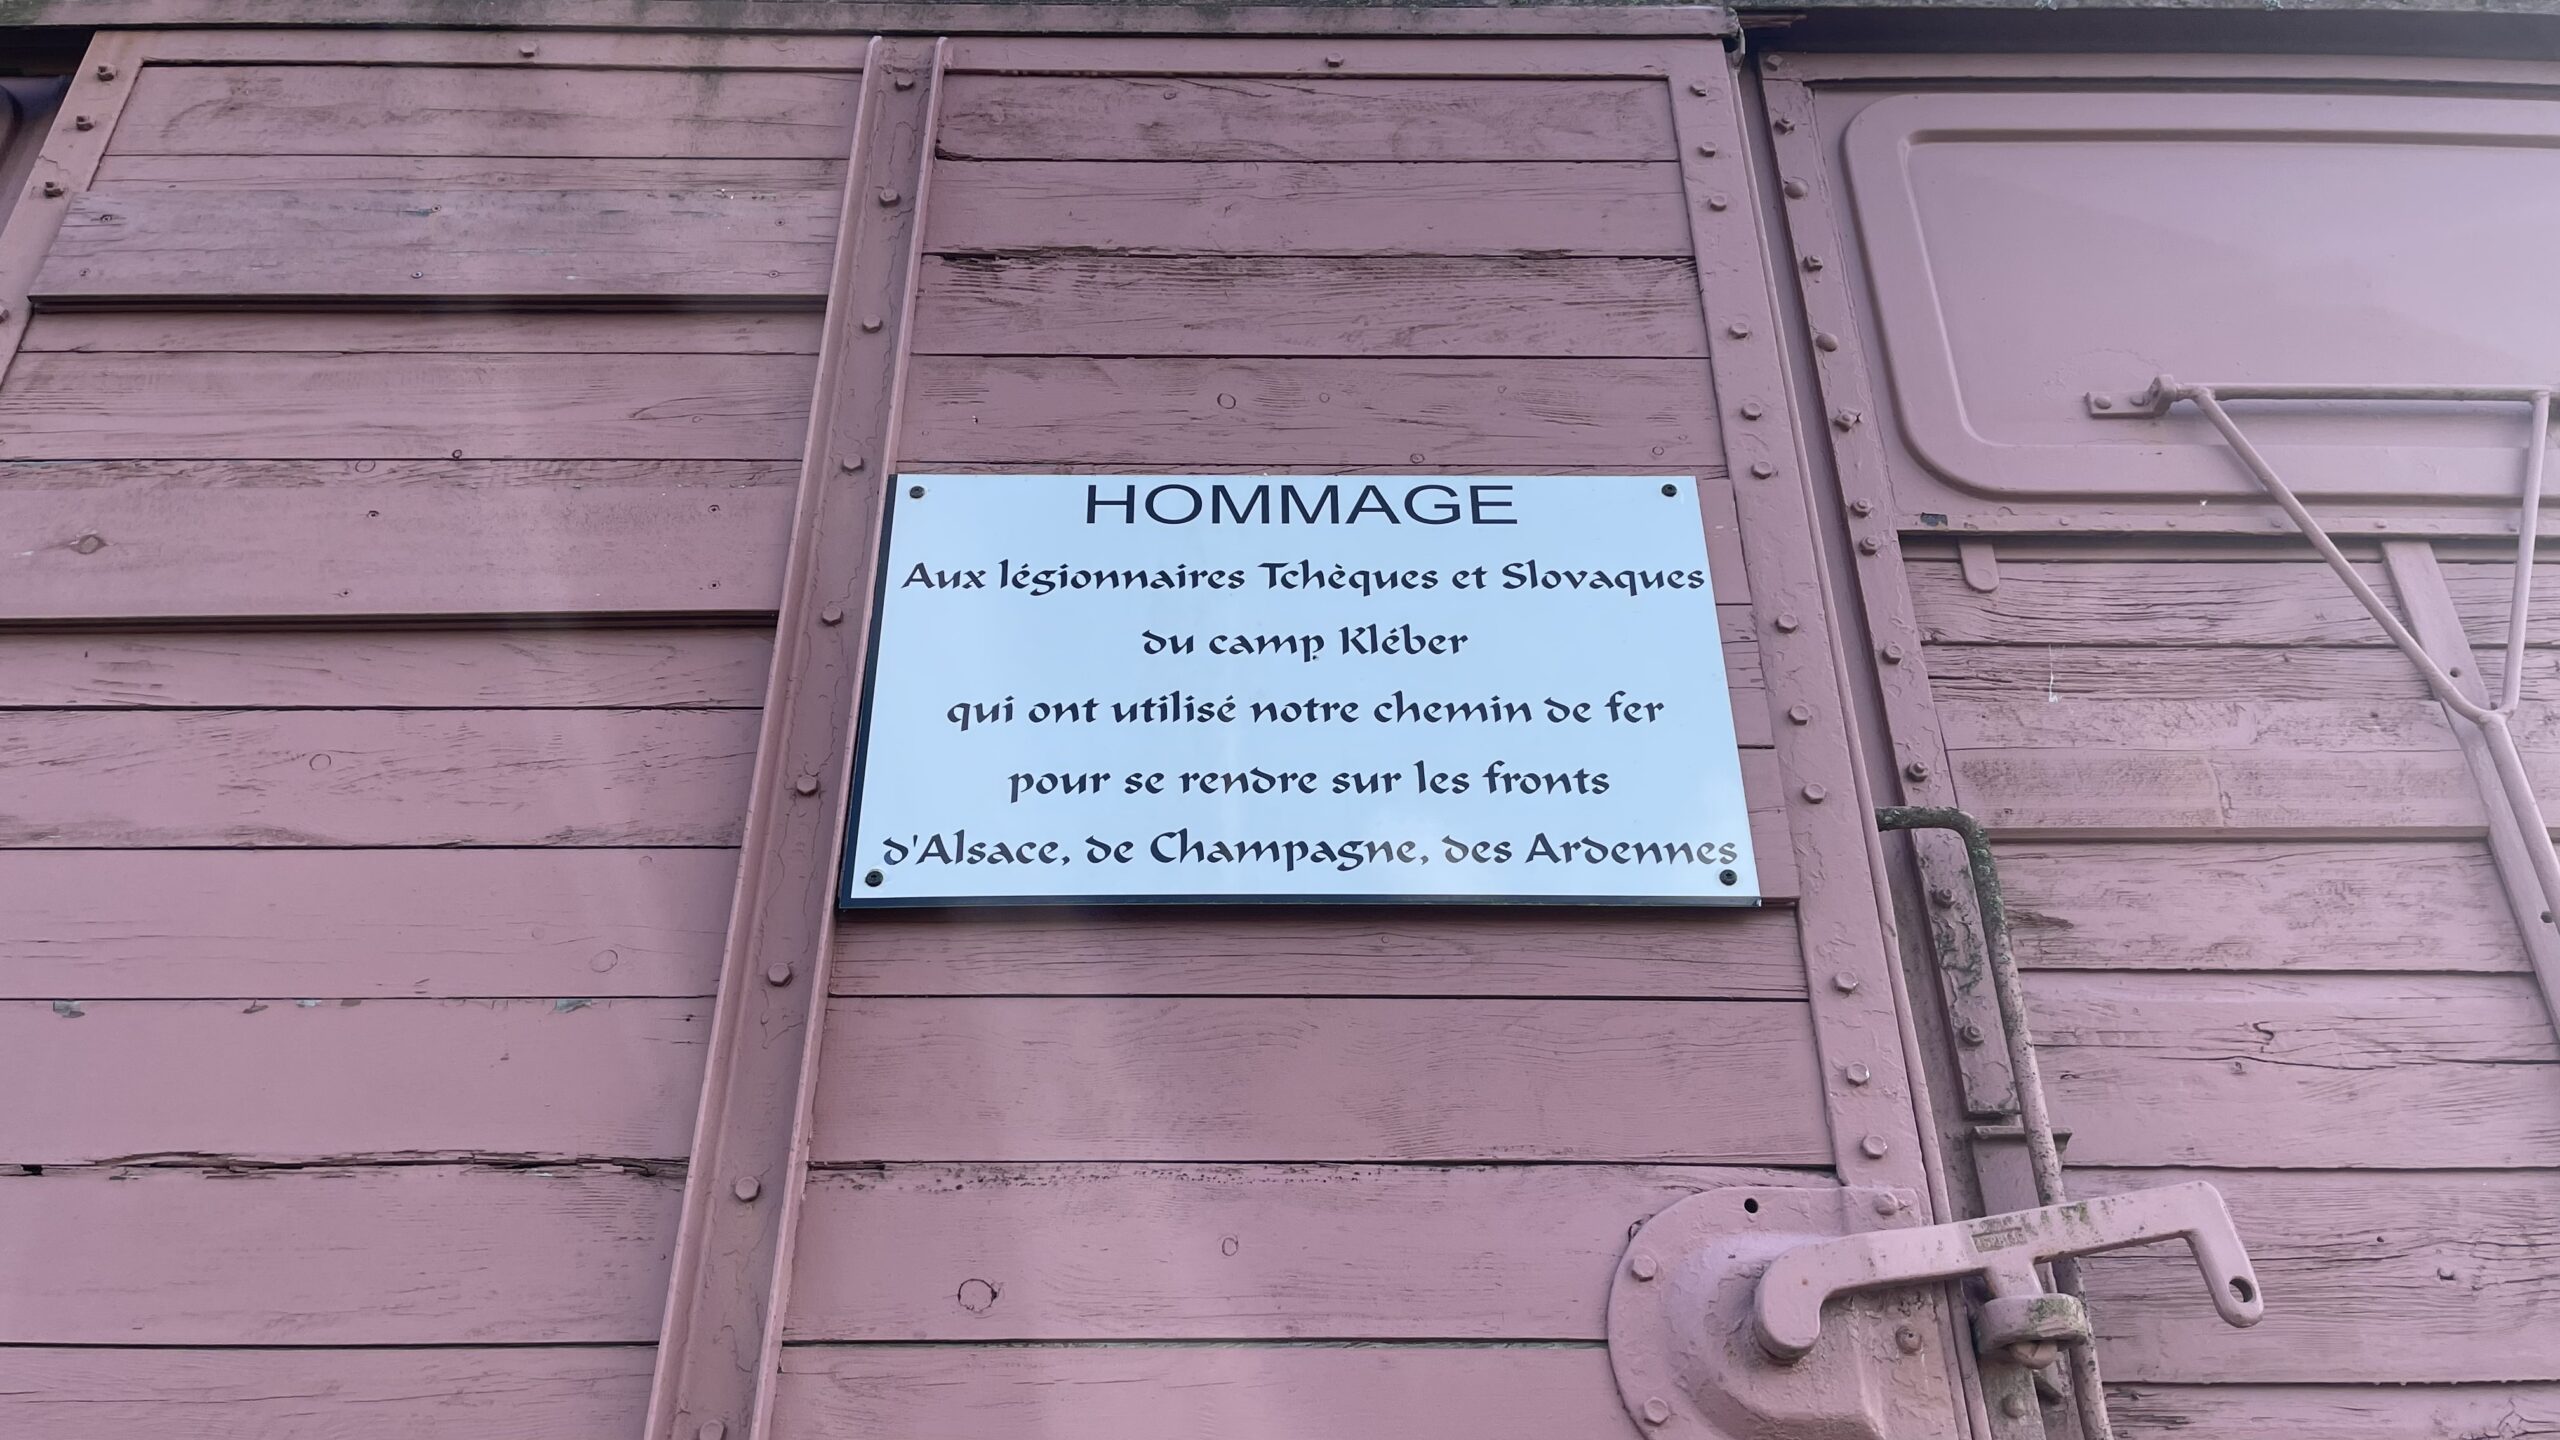 HOMMAGE
Aux légionnaires Tchèques et Slovaques
du camp Kléber
qui ont utilisé notre chemin de fer
pour se rendre sur les fronts
d'Alsace, de Champagne, des Ardennes